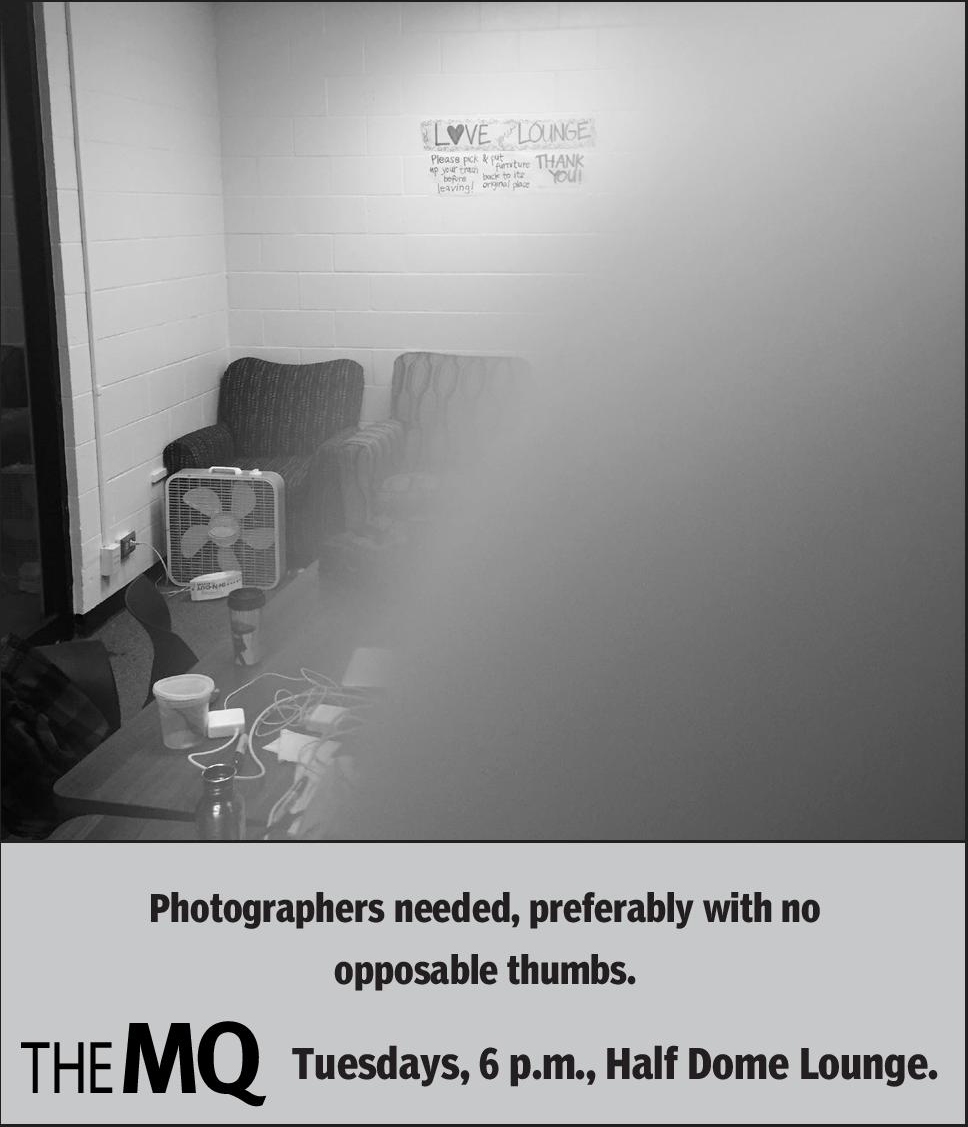 LOVE LOUNGE
Please pick & put
up your trash furniture THANK
before back to its YOU!
leaving! original place
Photographers needed, preferably with no
opposable thumbs.
THE MQ Tuesdays, 6 p.m., Half Dome Lounge.